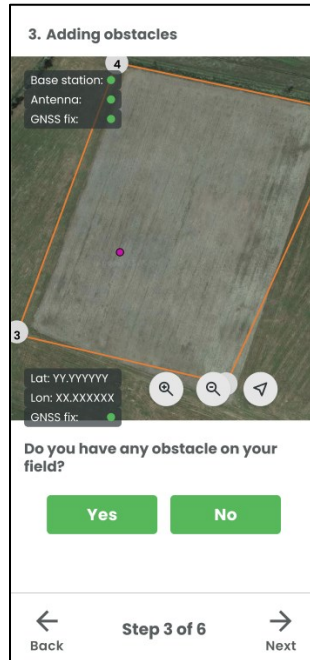 3. Adding obstacles
4
Base station:
Antenna:
GNSS fix:
3
Lat: YY.YYYYYY
Lon: XX.XXXXXX
GNSS fix:
Do you have any obstacle on your
field?
Yes
No
Back
Step 3 of 6
Next